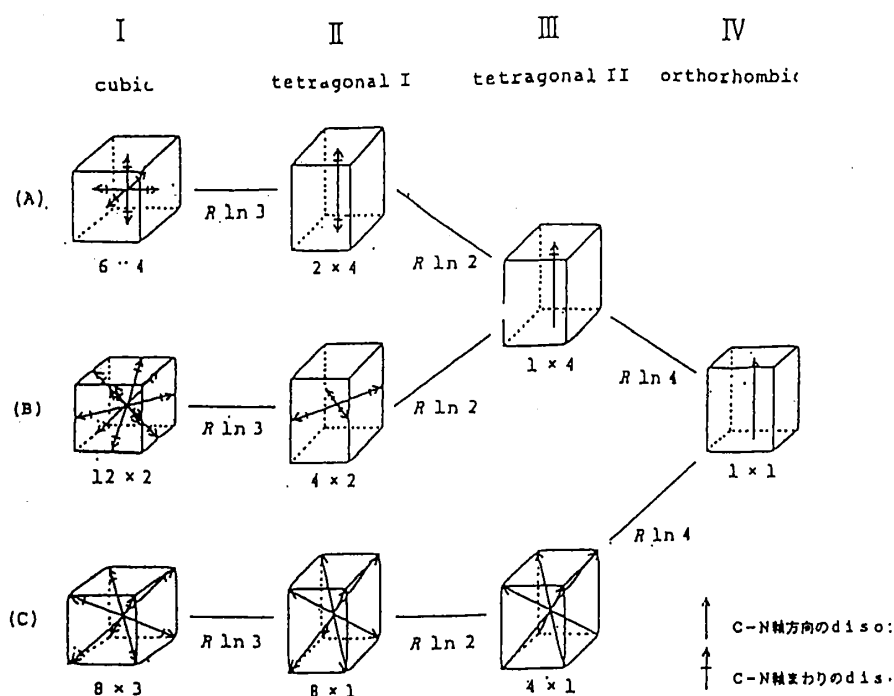 I II III IV
cubic tetragonal I tetragonal II orthorhombic
(A)
R ln 3
6 × 4 2 × 4
R ln 2
1 × 4
R ln 4
(B)
R ln 3
R ln 2
12 × 2 4 × 2 1 × 1
R ln 4
(C)
R ln 3 R ln 2
8 × 3 8 × 1 4 × 1
C-N軸方向のdiso
C-N軸まわりのdis.